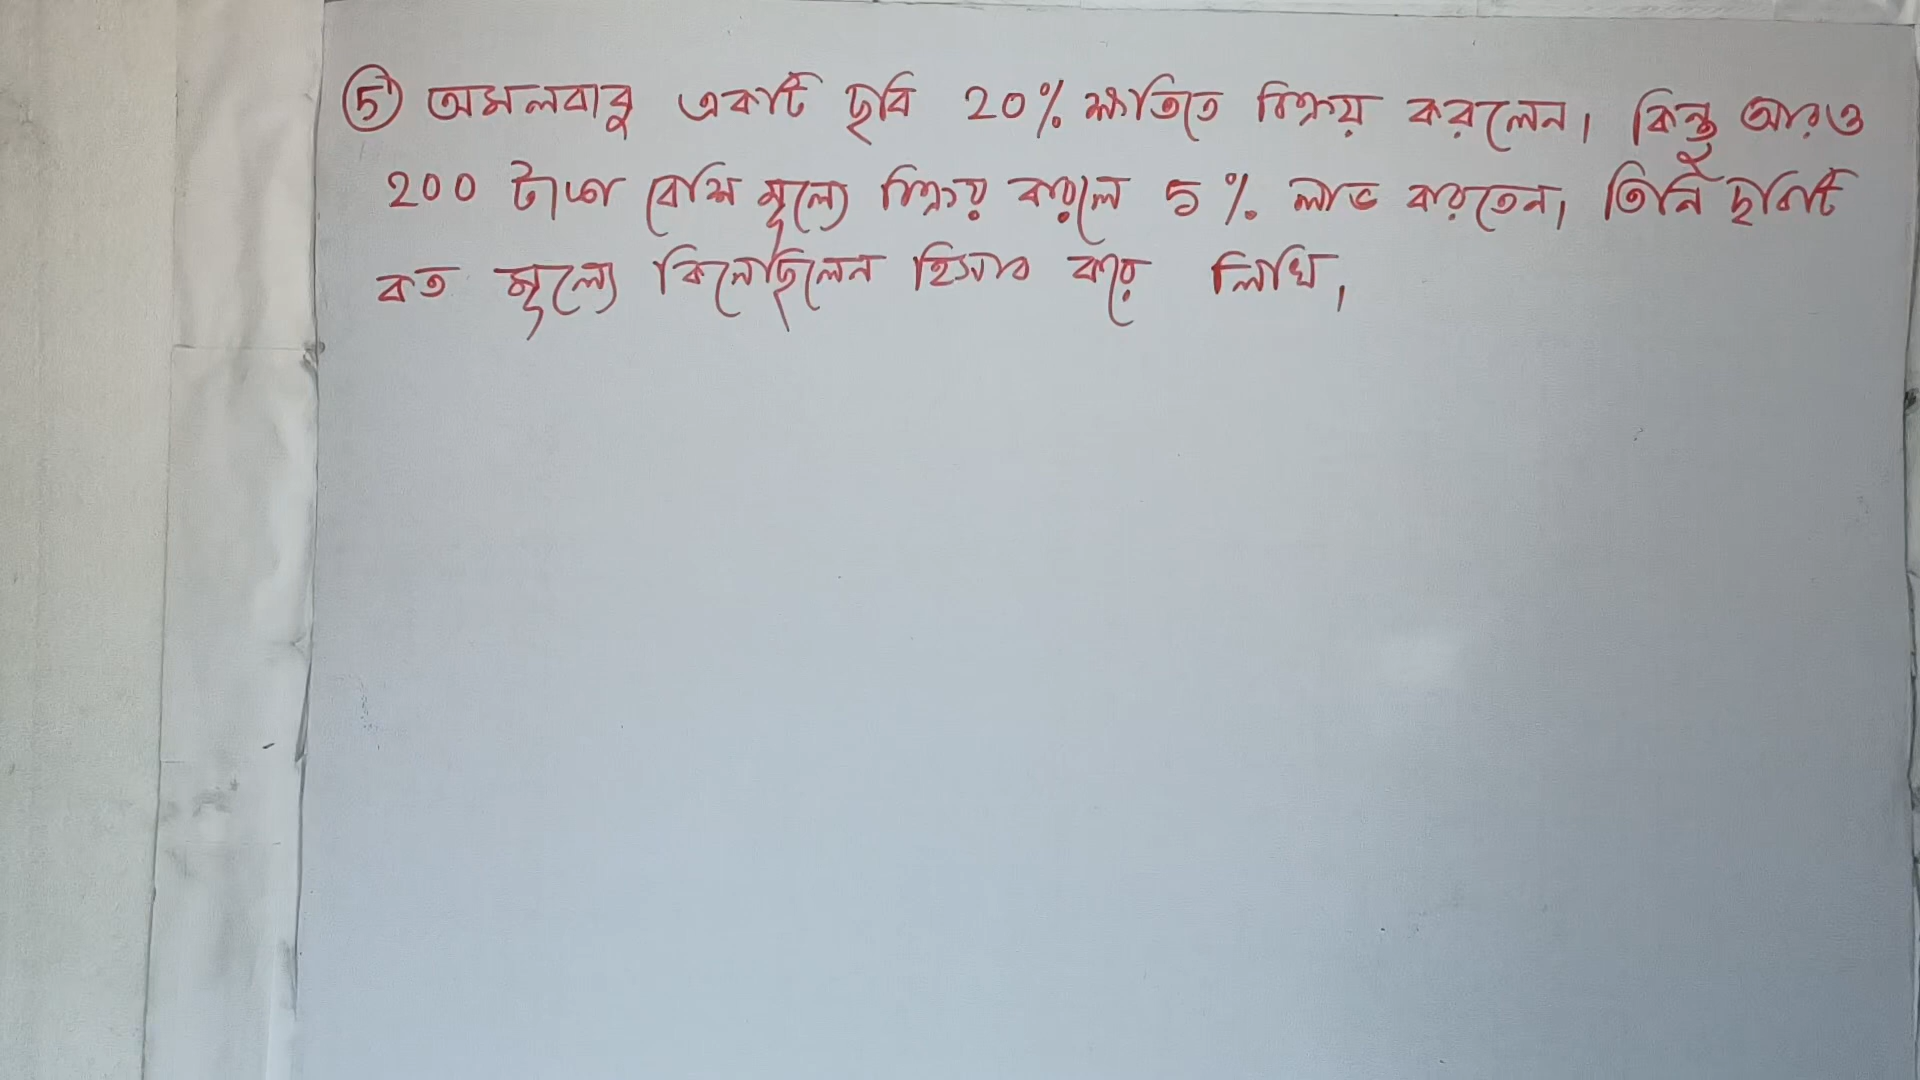 ⑤ অমলবাবু একটি ছবি 20% ক্ষতিতে বিক্রয় করলেন। কিন্তু আরও
200 টাকা বেশি মূল্যে বিক্রয় করলে 5% লাভ করতেন। তিনি ছবিটি
কত মূল্যে কিনেছিলেন হিসাব করে লিখি।